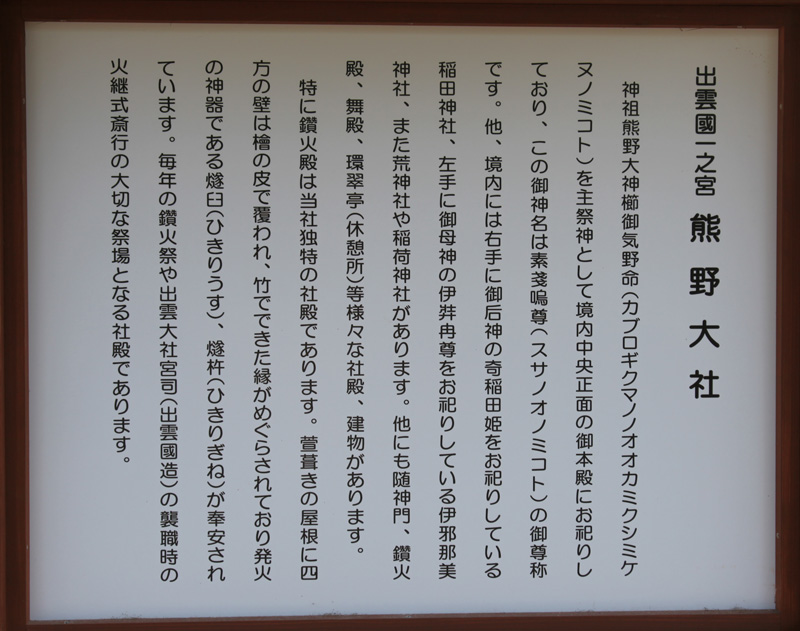 出雲國一之宮 熊野大社
神祖熊野大神櫛御気野命(カブロギクマノノオオカミクシミケ
ヌノミコト)を主祭神として境内中央正面の御本殿にお祀りし
ており、この御神名は素戔嗚尊(スサノオノミコト)の御尊称
です。他、境内には右手に御后神の奇稲田姫をお祀りしている
稲田神社、左手に御母神の伊弉冉尊をお祀りしている伊邪那美
神社、また荒神社や稲荷神社があります。他にも随神門、鑽火
殿、舞殿、環翠亭(休憩所)等様々な社殿、建物があります。
特に鑽火殿は当社独特の社殿であります。萱葺きの屋根に四
方の壁は檜の皮で覆われ、竹でできた縁がめぐらされており発火
の神器である燧臼(ひきりうす)、燧杵(ひきりぎね)が奉安され
ています。毎年の鑽火祭や出雲大社宮司(出雲國造)の襲職時の
火継式斎行の大切な祭場となる社殿であります。